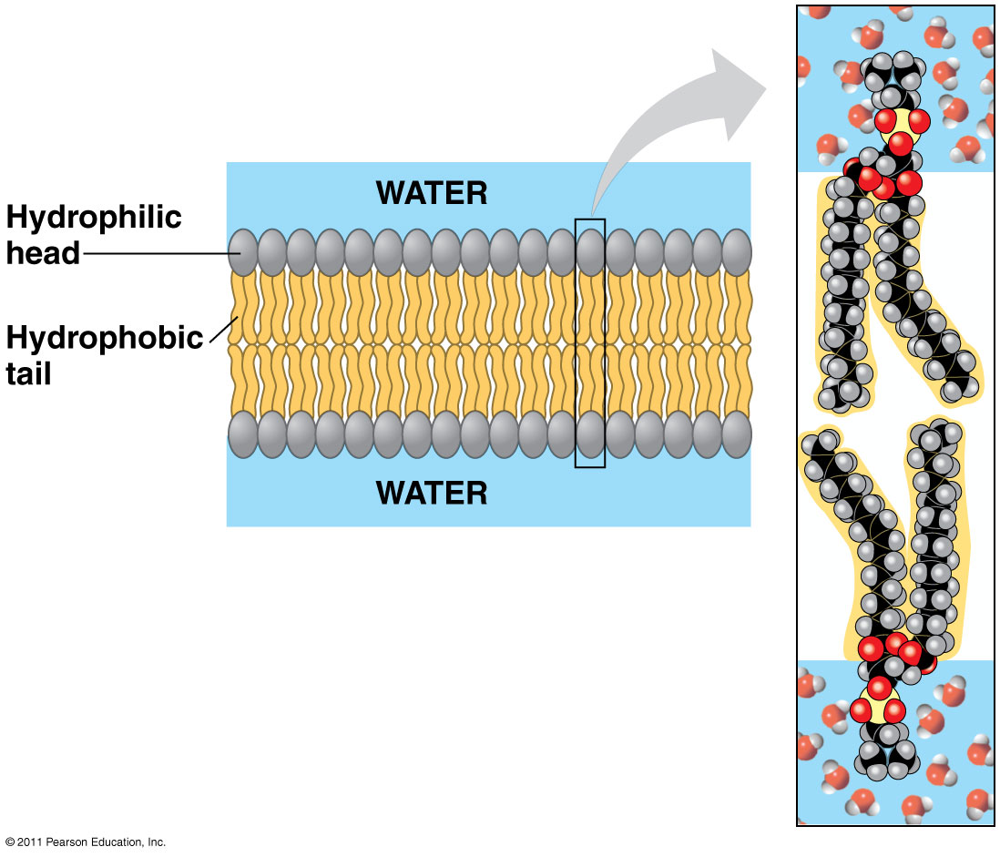 WATER
Hydrophilic
head
Hydrophobic
tail
WATER
© 2011 Pearson Education, Inc.